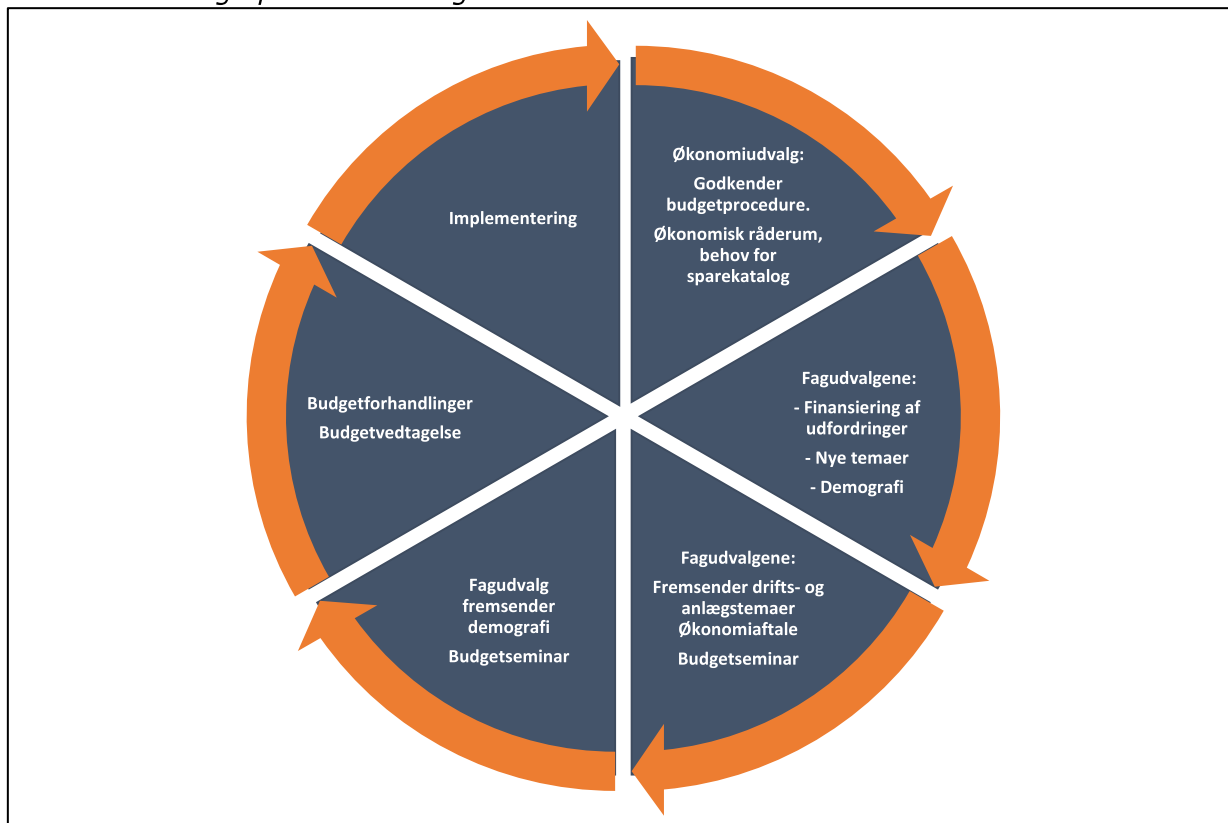 Økonomiudvalg:
Godkender
budgetprocedure.
Økonomisk råderum,
behov for
sparekatalog
Fagudvalgene:
- Finansiering af
udfordringer
- Nye temaer
- Demografi
Fagudvalgene:
Fremsender drifts- og
anlægstemaer
Økonomiaftale
Budgetseminar
Fagudvalg
fremsender
demografi
Budgetseminar
Budgetforhandlinger
Budgetvedtagelse
Implementering